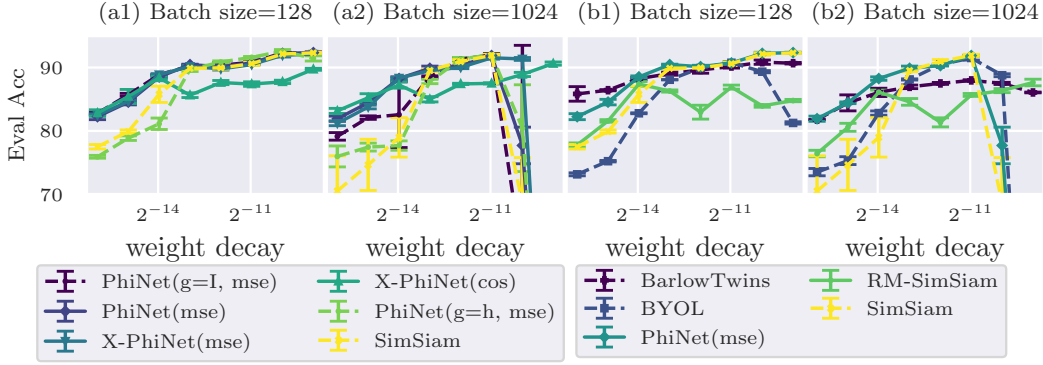 (a1) Batch size=128
(a2) Batch size=1024
(b1) Batch size=128
(b2) Batch size=1024
Eval Acc
90
80
70
2^{-14} 2^{-11}
2^{-14} 2^{-11}
2^{-14} 2^{-11}
2^{-14} 2^{-11}
weight decay
weight decay
weight decay
weight decay
PhiNet(g=I, mse)
PhiNet(mse)
X-PhiNet(mse)
X-PhiNet(cos)
PhiNet(g=h, mse)
SimSiam
BarlowTwins
BYOL
PhiNet(mse)
RM-SimSiam
SimSiam